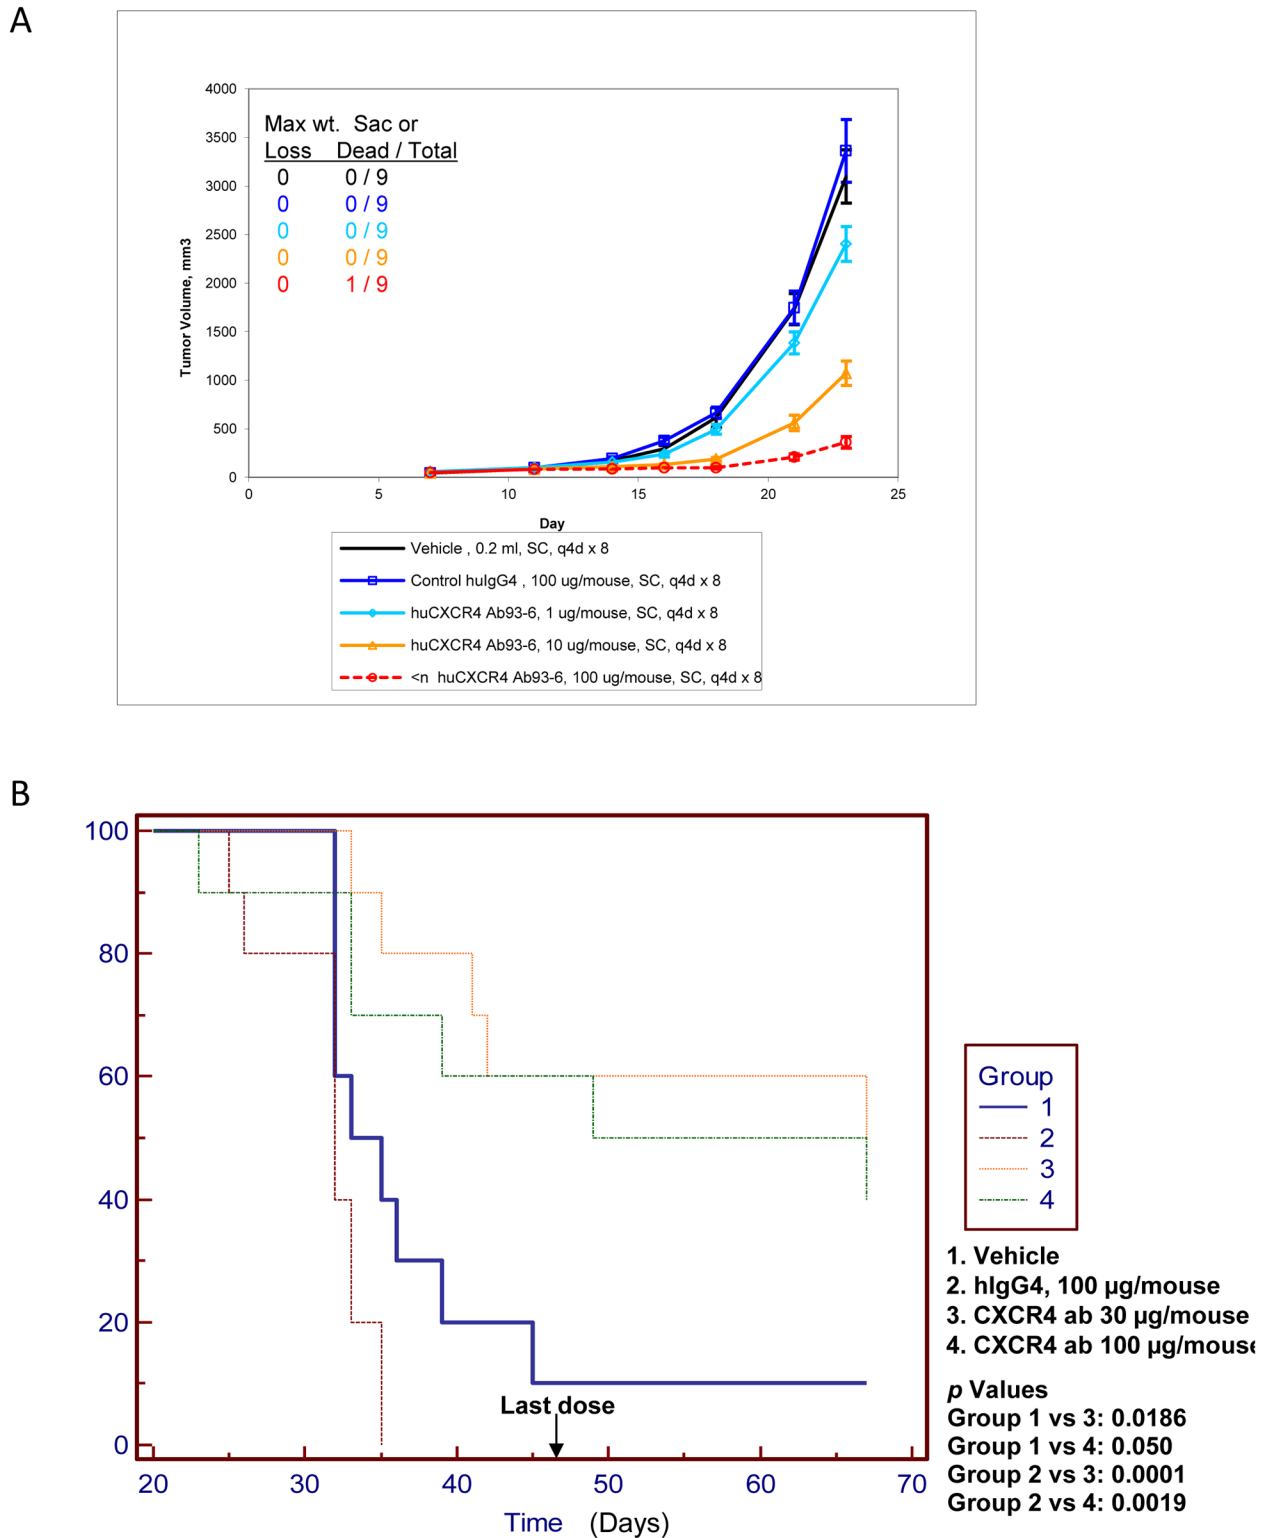 A
4000
3500
3000
2500
2000
1500
1000
500
0
Tumor Volume, mm3
Max wt. Sac or
Loss Dead / Total
0 0 / 9
0 0 / 9
0 0 / 9
0 0 / 9
0 1 / 9
0 5 10 15 20 25
Day
Vehicle , 0.2 ml, SC, q4d x 8
Control huIgG4 , 100 ug/mouse, SC, q4d x 8
huCXCR4 Ab93-6, 1 ug/mouse, SC, q4d x 8
huCXCR4 Ab93-6, 10 ug/mouse, SC, q4d x 8
<n huCXCR4 Ab93-6, 100 ug/mouse, SC, q4d x 8
B
100
80
60
40
20
0
Last dose
20 30 40 50 60 70
Time (Days)
Group
1
2
3
4
1. Vehicle
2. hIgG4, 100 µg/mouse
3. CXCR4 ab 30 µg/mouse
4. CXCR4 ab 100 µg/mouse
p Values
Group 1 vs 3: 0.0186
Group 1 vs 4: 0.050
Group 2 vs 3: 0.0001
Group 2 vs 4: 0.0019